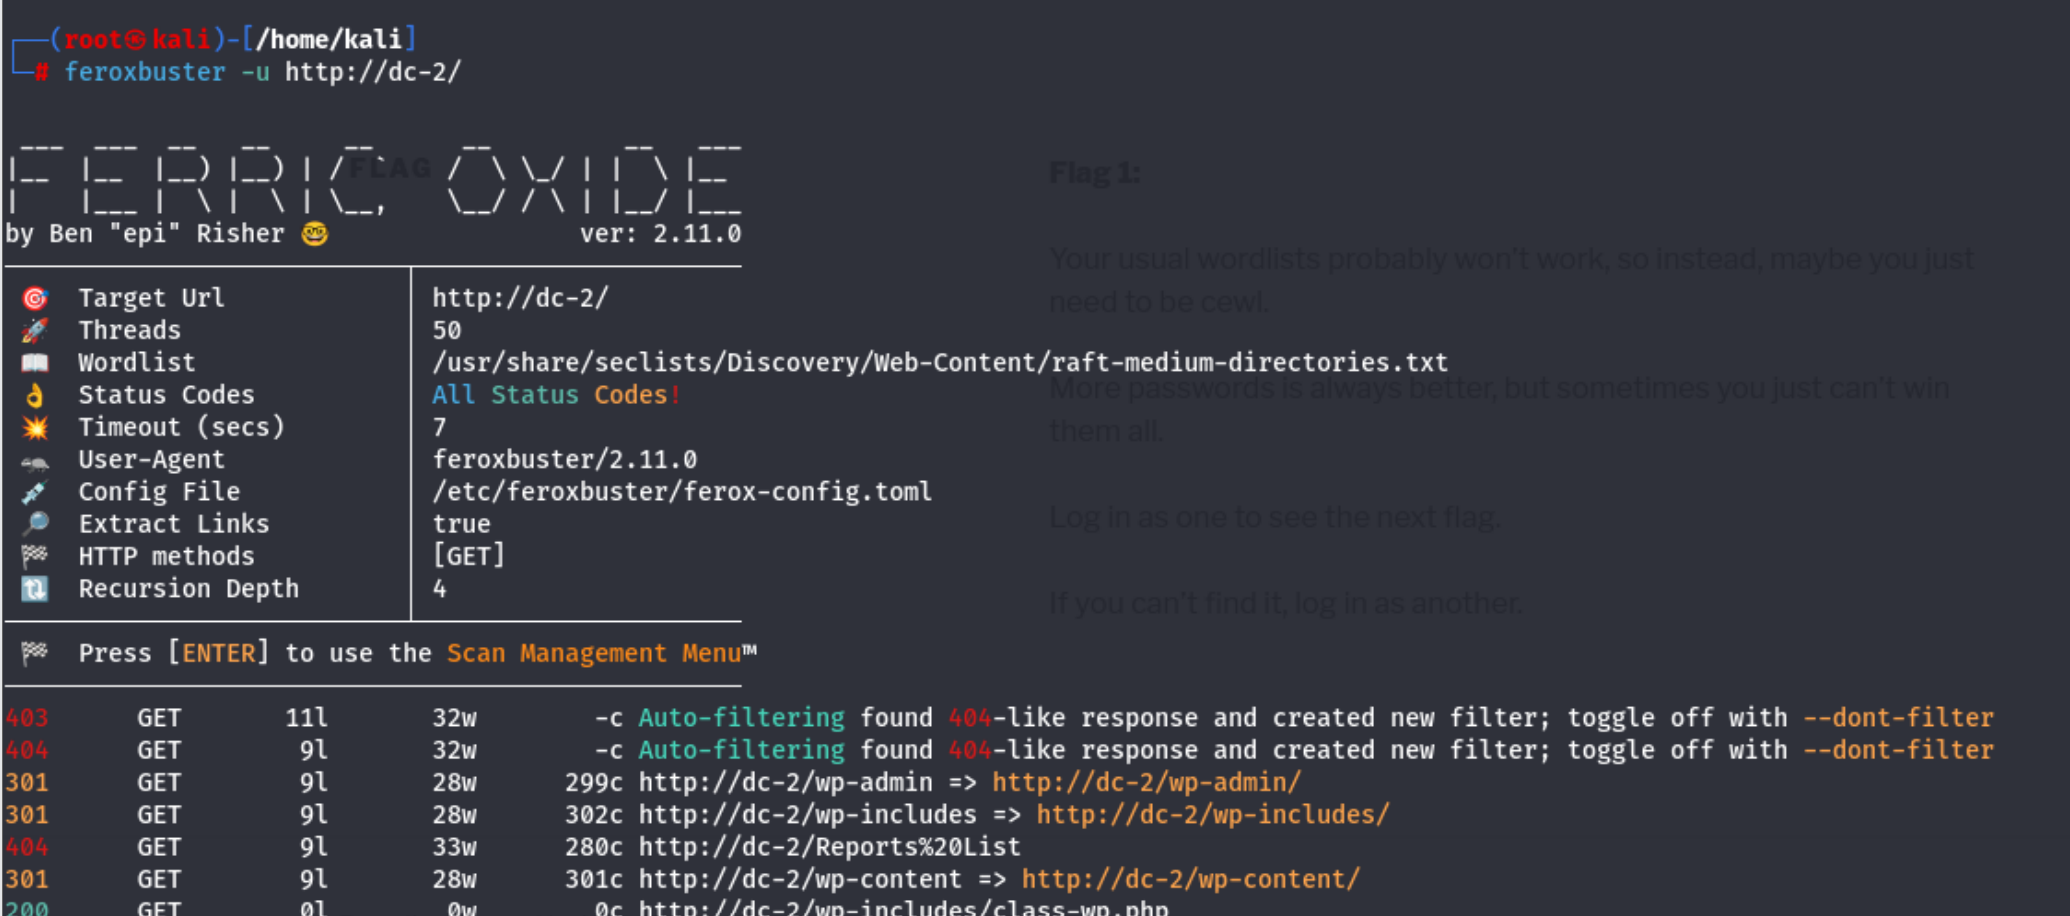 (root㉿kali)-[/home/kali]
# feroxbuster -u http://dc-2/
FERRIC OXIDE
FLAG
by Ben "epi" Risher 🤓 ver: 2.11.0
🎯 Target Url http://dc-2/
🚀 Threads 50
📖 Wordlist /usr/share/seclists/Discovery/Web-Content/raft-medium-directories.txt
👌 Status Codes All Status Codes!
💥 Timeout (secs) 7
🦡 User-Agent feroxbuster/2.11.0
💉 Config File /etc/feroxbuster/ferox-config.toml
🔎 Extract Links true
🏁 HTTP methods [GET]
🔃 Recursion Depth 4
🏁 Press [ENTER] to use the Scan Management Menu™
403 GET 11l 32w -c Auto-filtering found 404-like response and created new filter; toggle off with --dont-filter
404 GET 9l 32w -c Auto-filtering found 404-like response and created new filter; toggle off with --dont-filter
301 GET 9l 28w 299c http://dc-2/wp-admin => http://dc-2/wp-admin/
301 GET 9l 28w 302c http://dc-2/wp-includes => http://dc-2/wp-includes/
404 GET 9l 33w 280c http://dc-2/Reports%20List
301 GET 9l 28w 301c http://dc-2/wp-content => http://dc-2/wp-content/
200 GET 0l 0w 0c http://dc-2/wp-includes/class-wp.php
Flag 1:
Your usual wordlists probably won't work, so instead, maybe you just
need to be cewl.
More passwords is always better, but sometimes you just can't win
them all.
Log in as one to see the next flag.
If you can't find it, log in as another.